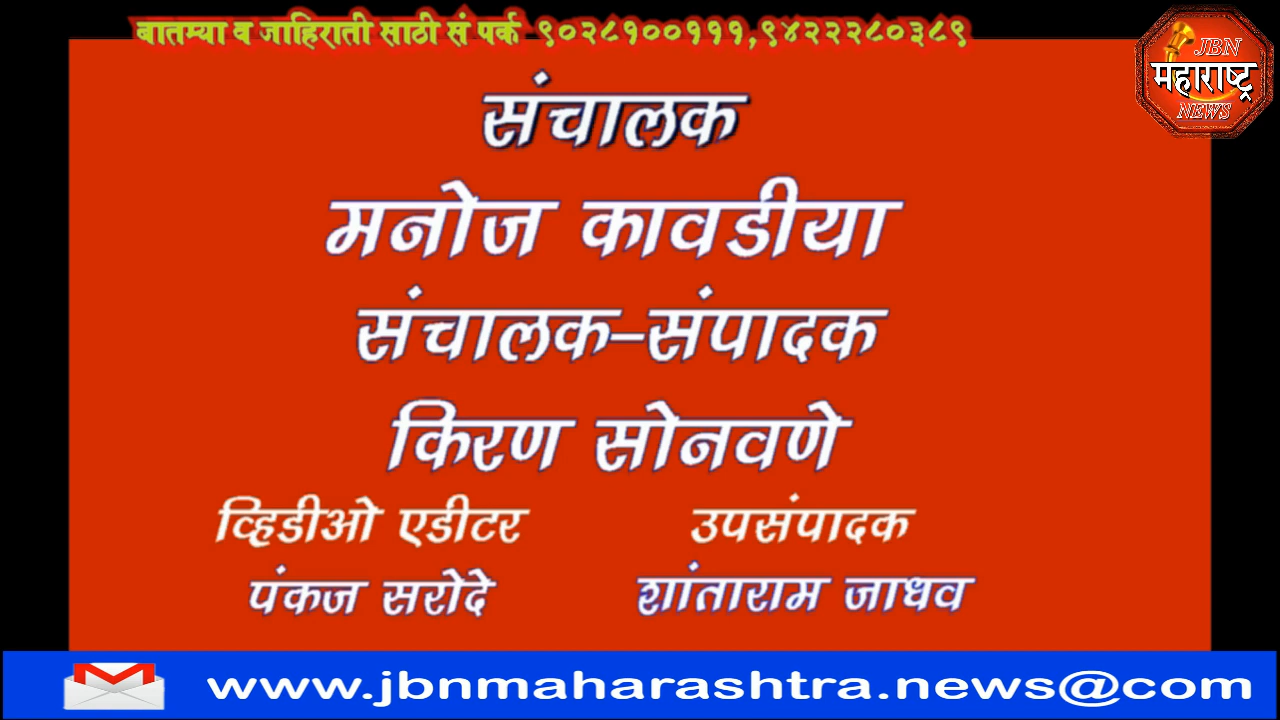 बातम्या व जाहिराती साठी सं पर्क ९०२८१००१११,९४२२२८०३८९
JBN
महाराष्ट्र
NEWS
संचालक
मनोज कावडीया
संचालक-संपादक
किरण सोनवणे
व्हिडीओ एडीटर उपसंपादक
पंकज सरोदे शांताराम जाधव
www.jbnmaharashtra.news@com